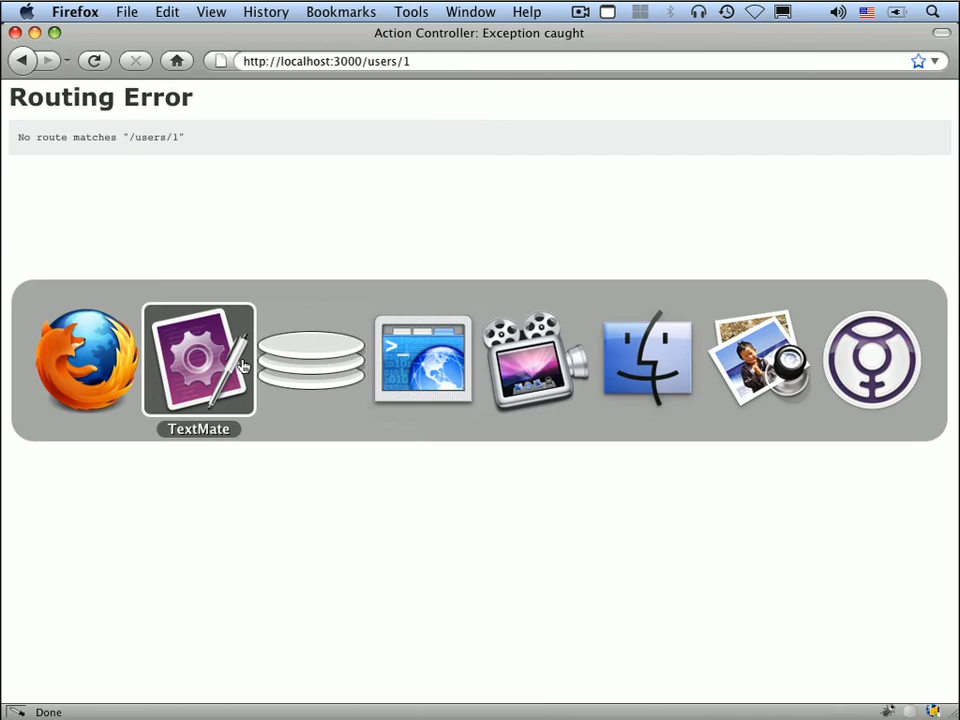 Firefox File Edit View History Bookmarks Tools Window Help
Action Controller: Exception caught
http://localhost:3000/users/1
Routing Error
No route matches "/users/1"
TextMate
Done